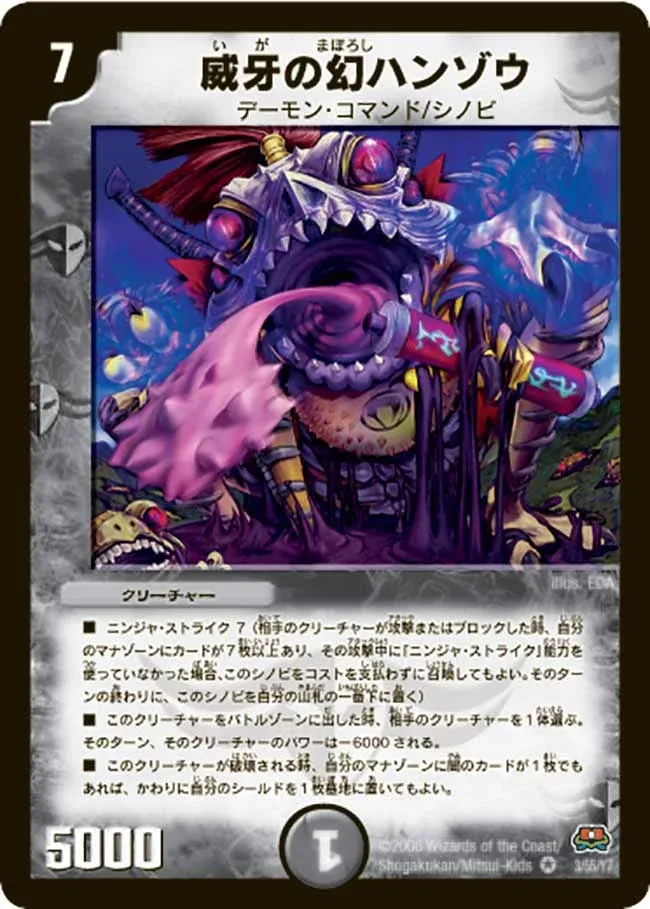 7
いが まぼろし
威牙の幻ハンゾウ
デーモン・コマンド/シノビ
illus. EDA
クリーチャー
■ ニンジャ・ストライク 7（相手のクリーチャーが攻撃またはブロックした時、自分
のマナゾーンにカードが7枚以上あり、その攻撃中に「ニンジャ・ストライク」能力を
使っていなかった場合、このシノビをコストを支払わずに召喚してもよい。そのター
ンの終わりに、このシノビを自分の山札の一番下に置く）
■ このクリーチャーをバトルゾーンに出した時、相手のクリーチャーを1体選ぶ。
そのターン、そのクリーチャーのパワーは－6000される。
■ このクリーチャーが破壊される時、自分のマナゾーンに闇のカードが1枚でも
あれば、かわりに自分のシールドを1枚墓地に置いてもよい。
5000
1
©2008 Wizards of the Coast/
Shogakukan/Mitsui-Kids
3/55/Y7